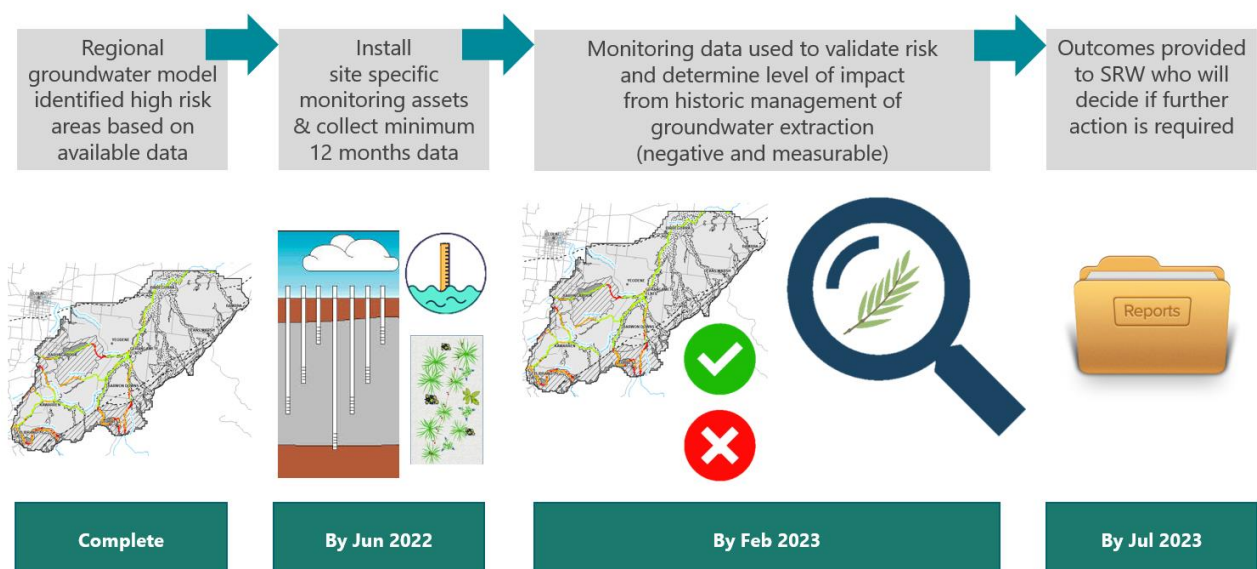 Regional
groundwater model
identified high risk
areas based on
available data
Install
site specific
monitoring assets
& collect minimum
12 months data
Monitoring data used to validate risk
and determine level of impact
from historic management of
groundwater extraction
(negative and measurable)
Outcomes provided
to SRW who will
decide if further
action is required
Reports
Complete
By Jun 2022
By Feb 2023
By Jul 2023